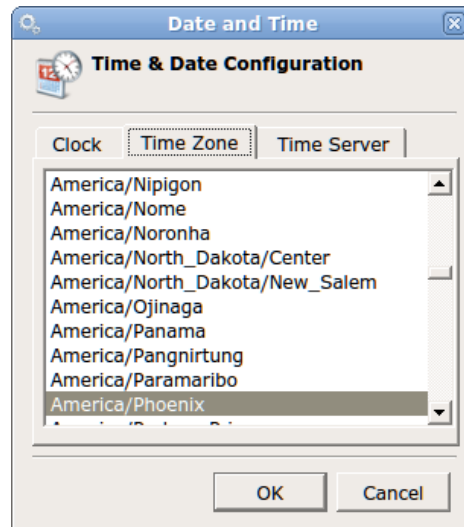 Date and Time
Time & Date Configuration
Clock
Time Zone
Time Server
America/Nipigon
America/Nome
America/Noronha
America/North_Dakota/Center
America/North_Dakota/New_Salem
America/Ojinaga
America/Panama
America/Pangnirtung
America/Paramaribo
America/Phoenix
OK
Cancel